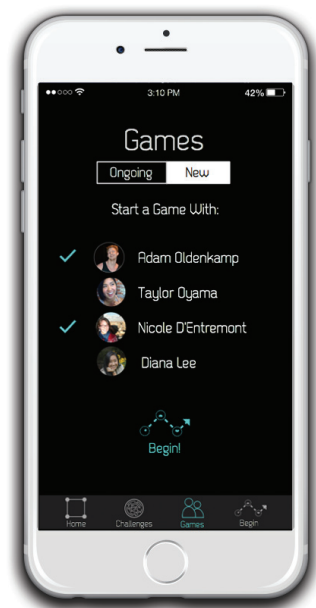 3:10 PM 42%
Games
Ongoing New
Start a Game With:
Adam Oldenkamp
Taylor Oyama
Nicole D'Entremont
Diana Lee
Begin!
Home Challenges Games Begin